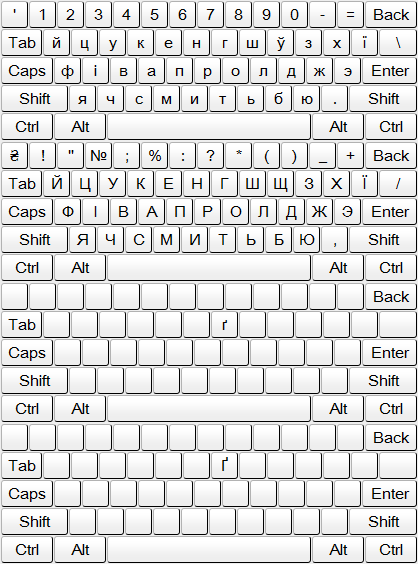 ' 1 2 3 4 5 6 7 8 9 0 - = Back
Tab й ц у к е н г ш ў з х ї \
Caps ф і в а п р о л д ж э Enter
Shift я ч с м и т ь б ю . Shift
Ctrl Alt Alt Ctrl
₴ ! " № ; % : ? * ( ) _ + Back
Tab Й Ц У К Е Н Г Ш Щ З Х Ї /
Caps Ф І В А П Р О Л Д Ж Э Enter
Shift Я Ч С М И Т Ь Б Ю , Shift
Ctrl Alt Alt Ctrl
Back
Tab ґ
Caps Enter
Shift Shift
Ctrl Alt Alt Ctrl
Back
Tab Ґ
Caps Enter
Shift Shift
Ctrl Alt Alt Ctrl